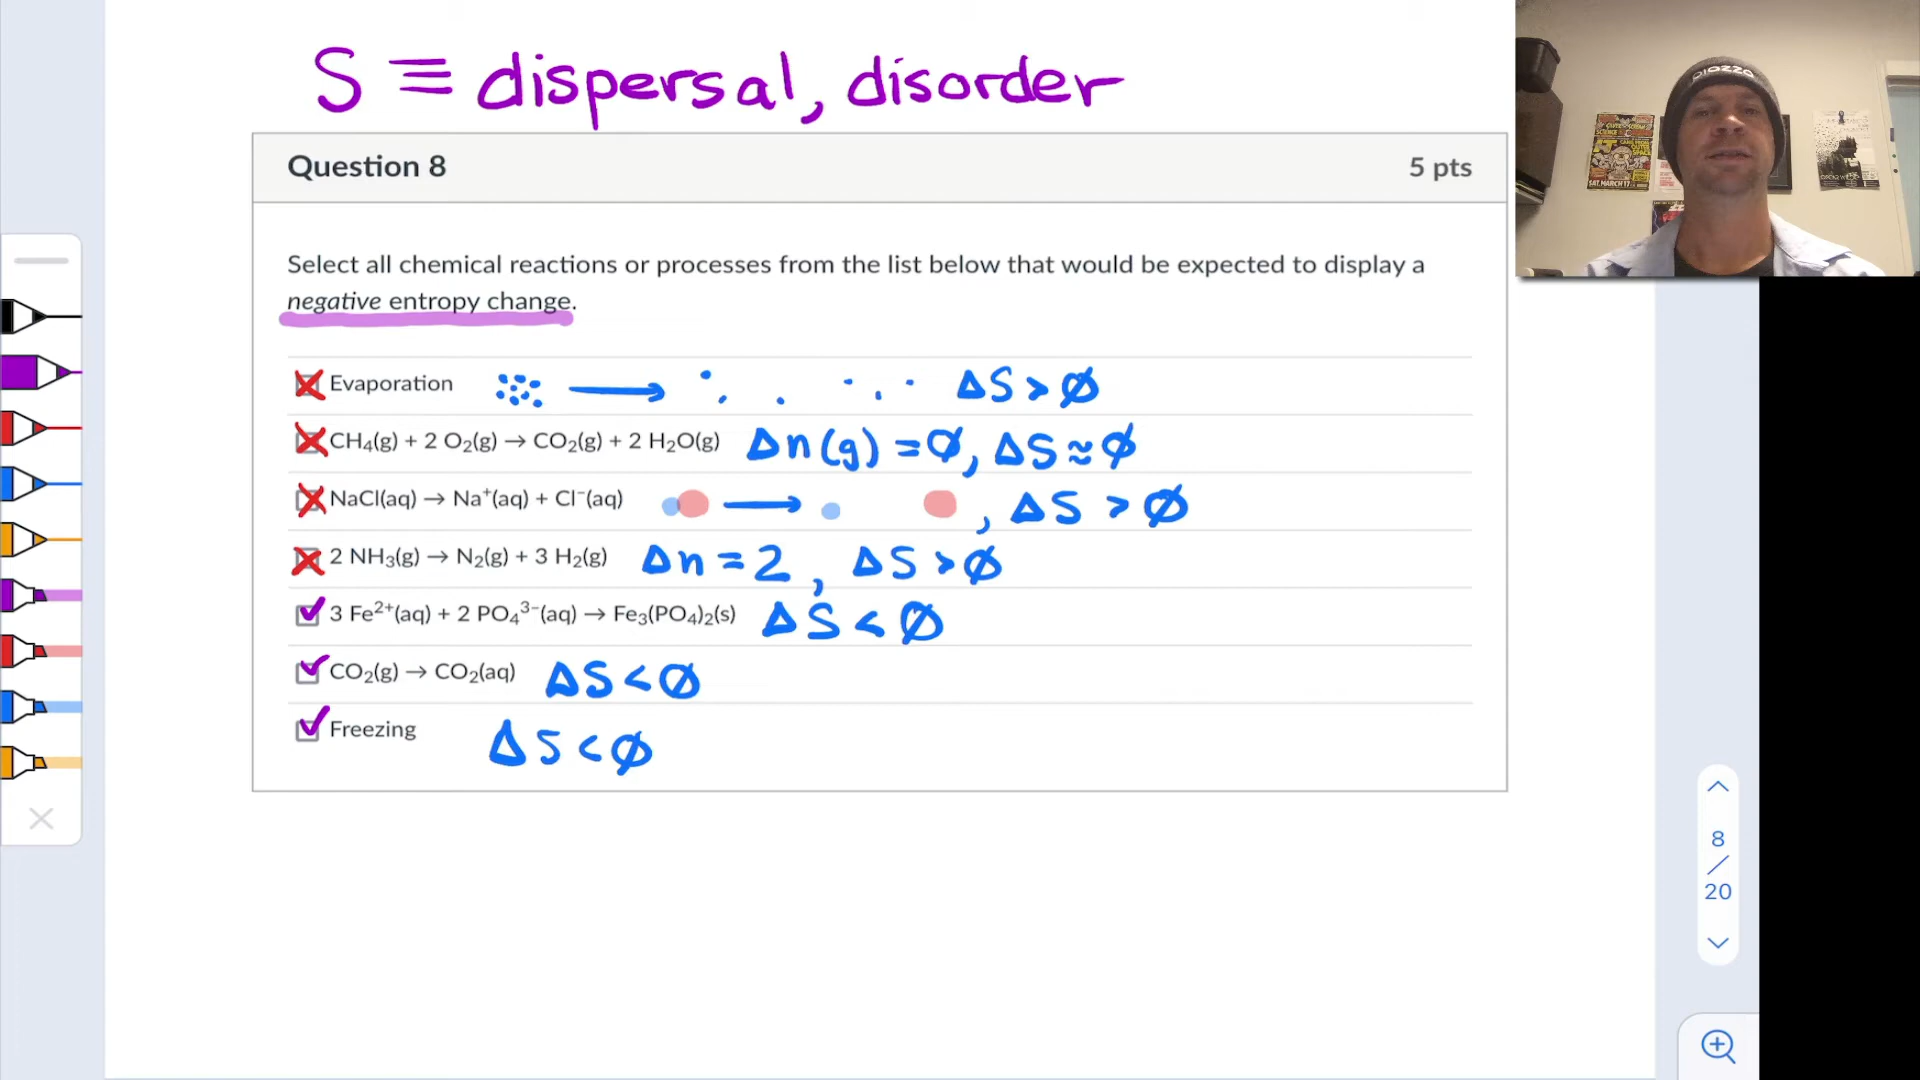 S ≡ dispersal, disorder
piazza
Question 8 5 pts
Select all chemical reactions or processes from the list below that would be expected to display a
negative entropy change.
Evaporation ΔS > Ø
CH₄(g) + 2 O₂(g) → CO₂(g) + 2 H₂O(g) Δn(g) = Ø, ΔS ≈ Ø
NaCl(aq) → Na⁺(aq) + Cl⁻(aq) , ΔS > Ø
2 NH₃(g) → N₂(g) + 3 H₂(g) Δn = 2, ΔS > Ø
3 Fe²⁺(aq) + 2 PO₄³⁻(aq) → Fe₃(PO₄)₂(s) ΔS < Ø
CO₂(g) → CO₂(aq) ΔS < Ø
Freezing ΔS < Ø
8
/
20